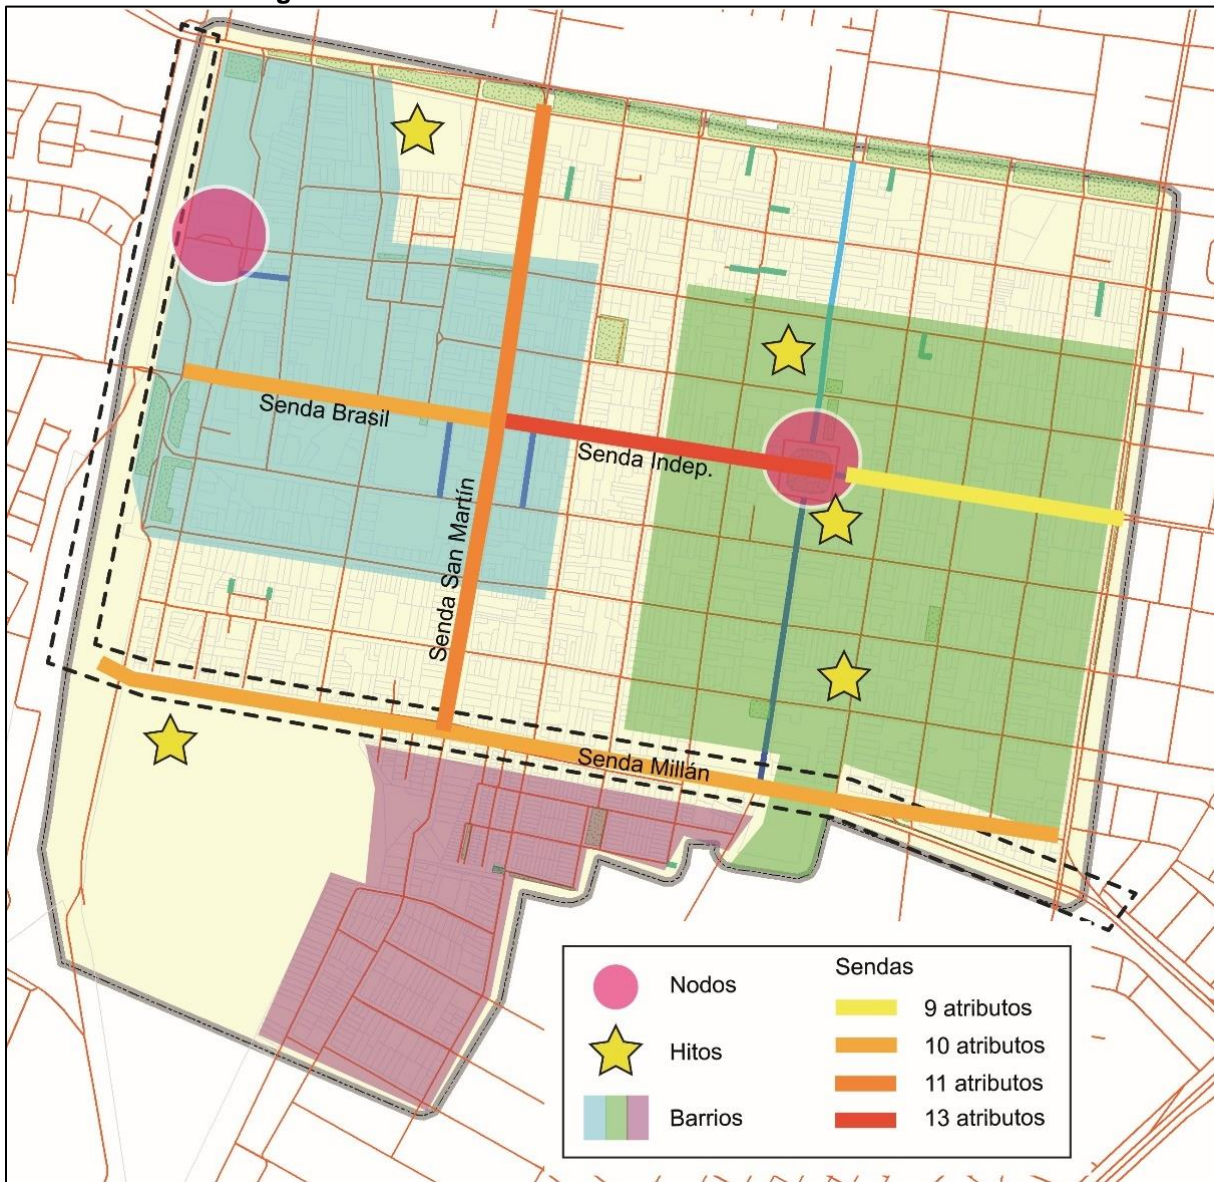 Senda Brasil
Senda Indep.
Senda San Martín
Senda Millán
Nodos
Hitos
Barrios
Sendas
9 atributos
10 atributos
11 atributos
13 atributos